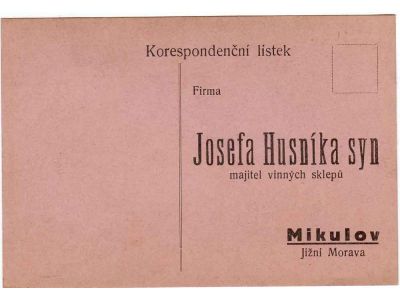 Korespondenční lístek
Firma
Josefa Husníka syn
majitel vinných sklepů
Mikulov
Jižní Morava